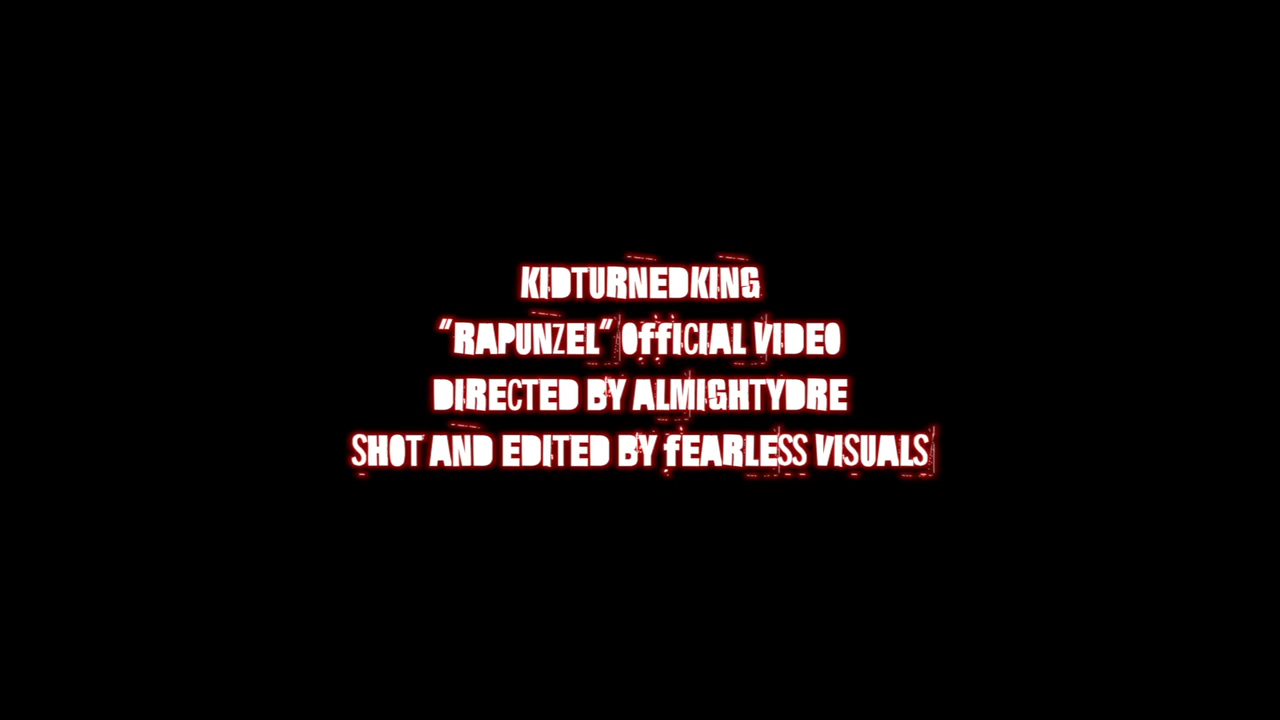 KIDTURNEDKING
"RAPUNZEL" OffICIAL VIDEO
DIRECTED BY ALMIGHTYDRE
SHOT AND EDITED BY fEARLESS VISUALS